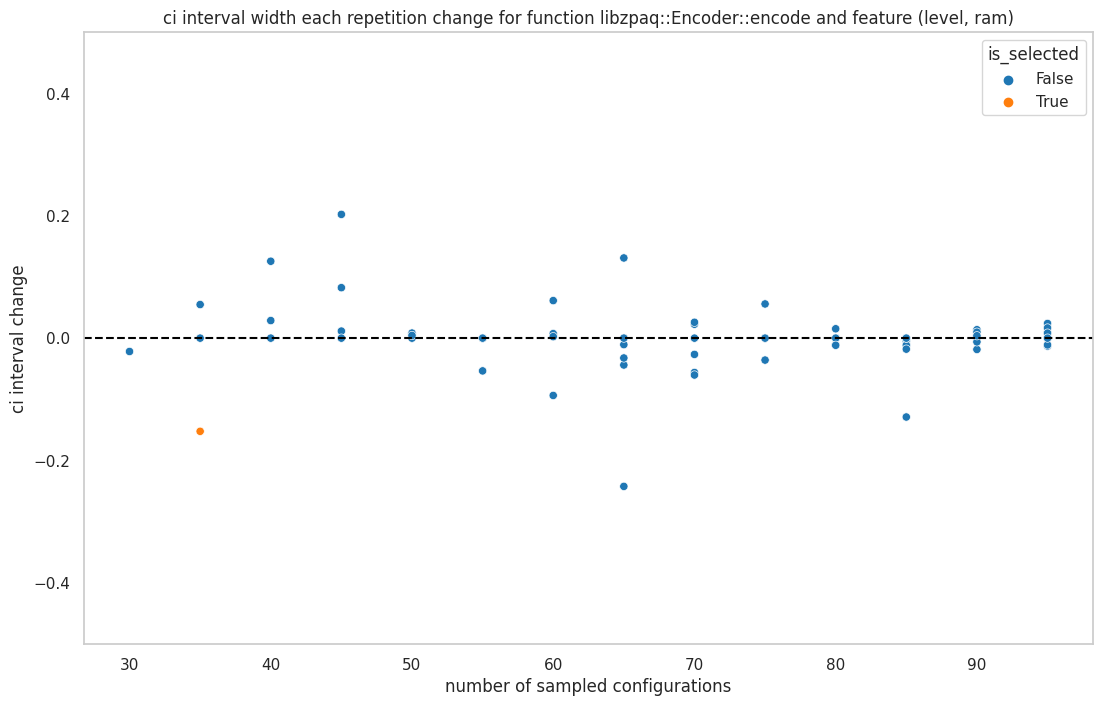 ci interval width each repetition change for function libzpaq::Encoder::encode and feature (level, ram)
is_selected
False
True
ci interval change
0.4
0.2
0.0
−0.2
−0.4
30
40
50
60
70
80
90
number of sampled configurations